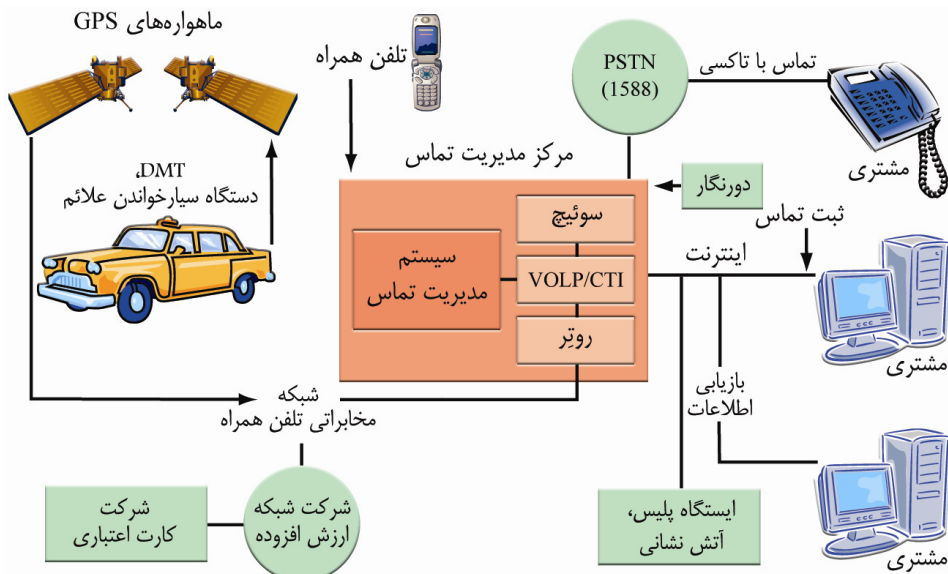 ماهواره‌های GPS
تلفن همراه
PSTN
(1588)
تماس با تاکسی
مشتری
مرکز مدیریت تماس
دورنگار
DMT،
دستگاه سیارخواندن علائم
سوئیچ
سیستم
مدیریت تماس
VOLP/CTI
روتِر
اینترنت
ثبت تماس
مشتری
بازیابی
اطلاعات
شبکه
مخابراتی تلفن همراه
شرکت
کارت اعتباری
شرکت شبکه
ارزش افزوده
ایستگاه پلیس،
آتش نشانی
مشتری